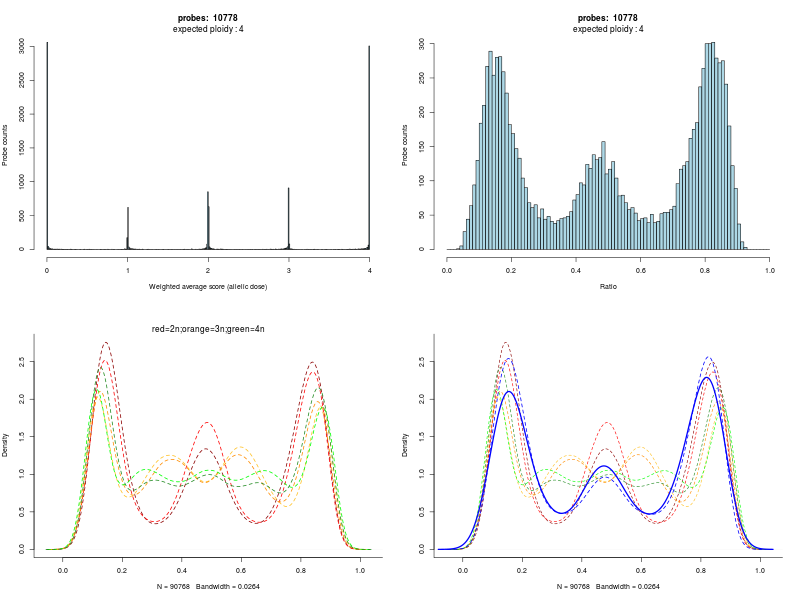 probes: 10778
expected ploidy : 4
Probe counts
3000
2500
2000
1500
1000
500
0
0 1 2 3 4
Weighted average score (allelic dose)
probes: 10778
expected ploidy : 4
Probe counts
300
250
200
150
100
50
0
0.0 0.2 0.4 0.6 0.8 1.0
Ratio
red=2n;orange=3n;green=4n
Density
2.5
2.0
1.5
1.0
0.5
0.0
0.0 0.2 0.4 0.6 0.8 1.0
N = 90768 Bandwidth = 0.0264
Density
2.5
2.0
1.5
1.0
0.5
0.0
0.0 0.2 0.4 0.6 0.8 1.0
N = 90768 Bandwidth = 0.0264